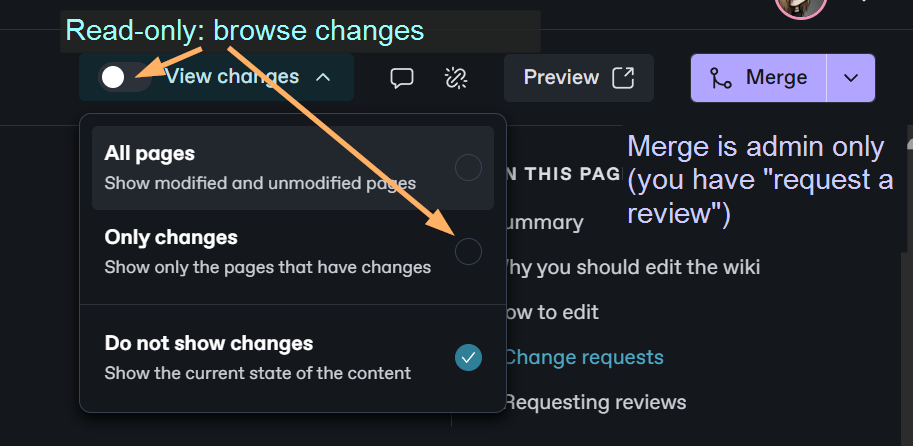 Read-only: browse changes
View changes
Preview
Merge
All pages
Show modified and unmodified pages
Only changes
Show only the pages that have changes
Do not show changes
Show the current state of the content
Merge is admin only
(you have "request a
review")
N THIS PAG
ummary
hy you should edit the wiki
ow to edit
Change requests
Requesting reviews